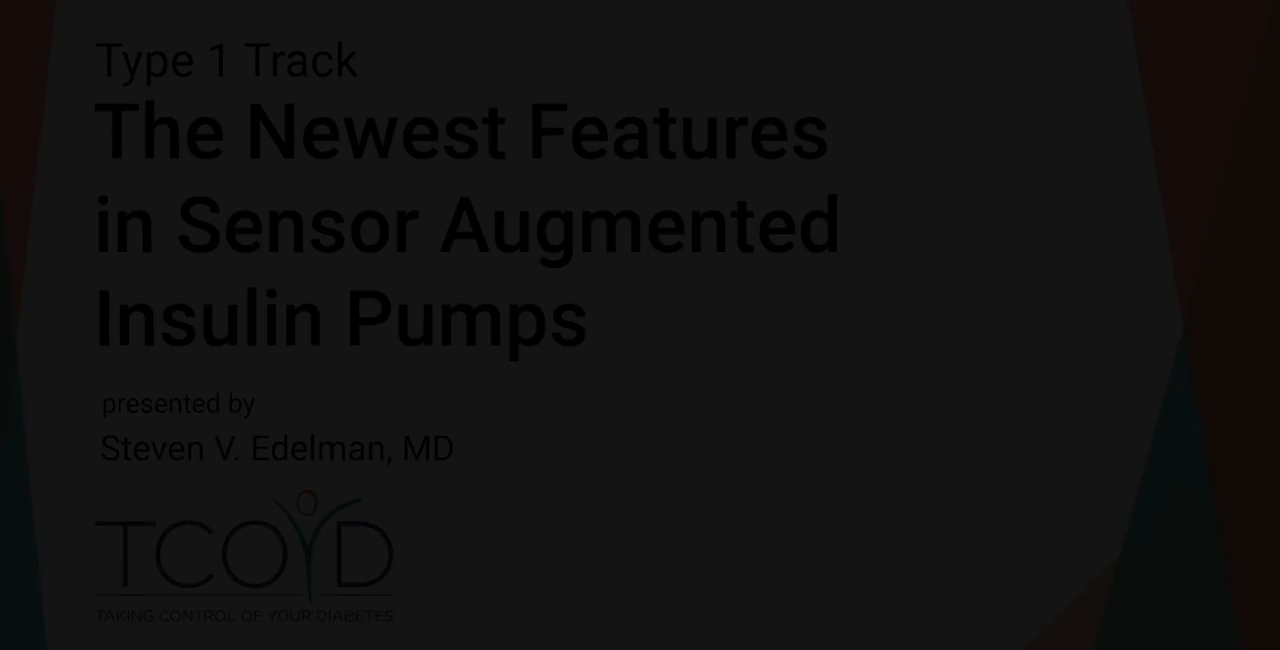 Type 1 Track
The Newest Features
in Sensor Augmented
Insulin Pumps
presented by
Steven V. Edelman, MD
TCOYD
TAKING CONTROL OF YOUR DIABETES